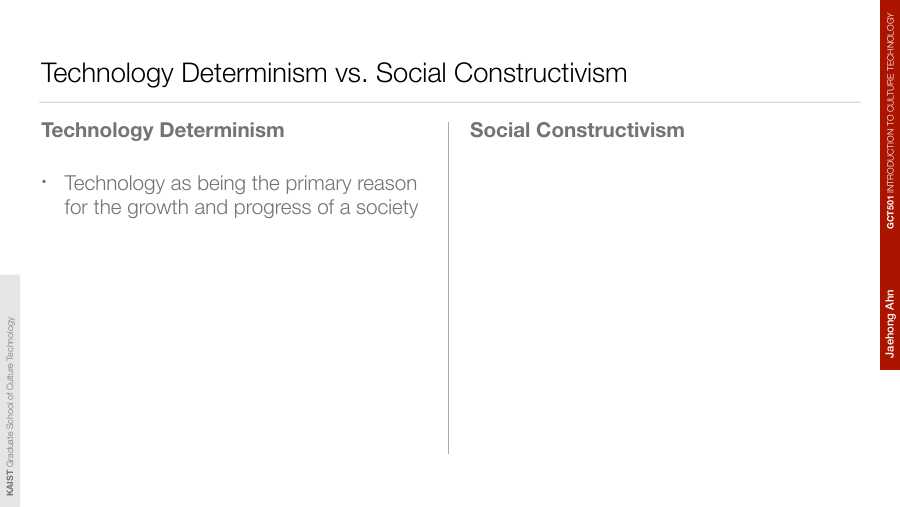 Technology Determinism vs. Social Constructivism
Technology Determinism
• Technology as being the primary reason
for the growth and progress of a society
Social Constructivism
GCT501 INTRODUCTION TO CULTURE TECHNOLOGY
Jaehong Ahn
KAIST Graduate School of Culture Technology